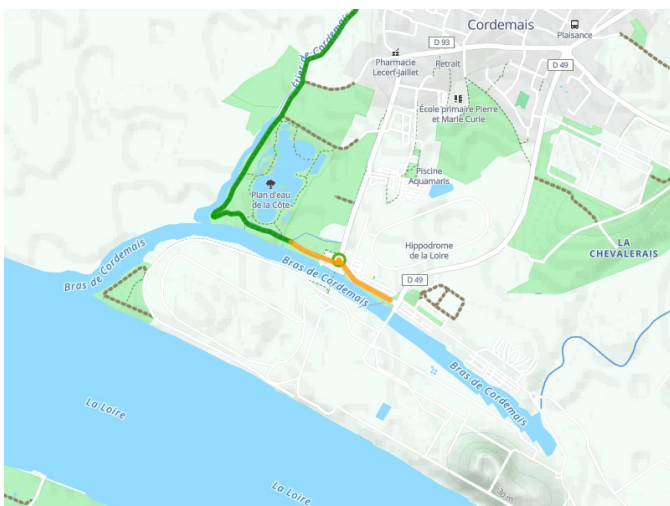 Cordemais
Plaisance
D 93
Étier de Cordemais
Pharmacie
Lecerf-Jaillet
Retrait
D 49
École primaire Pierre
et Marie Curie
Piscine
Aquamaris
Plan d'eau
de la Côte
Hippodrome
de la Loire
LA
CHEVALERAIS
Bras de Cordemais
Bras de Cordemais
D 49
Bras de Cordemais
La Loire
La Loire
30 m